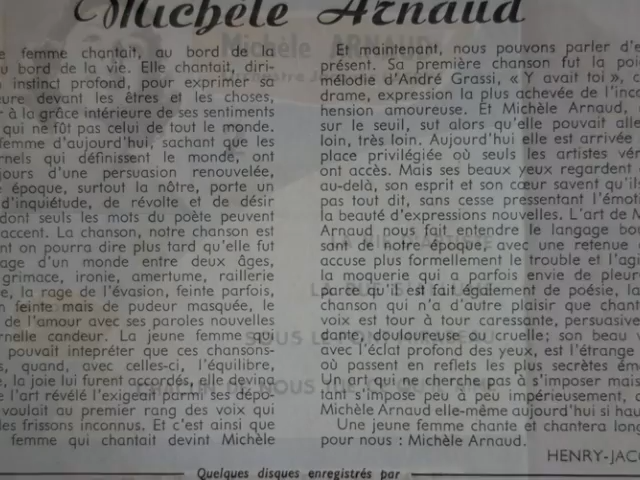 Michèle Arnaud
e femme chantait, au bord de la
u bord de la vie. Elle chantait, diri-
instinct profond, pour exprimer sa
ure devant les êtres et les choses,
r à la grâce intérieure de ses sentiments
qui ne fût pas celui de tout le monde.
femme d'aujourd'hui, sachant que les
rnels qui définissent le monde, ont
jours d'une persuasion renouvelée,
époque, surtout la nôtre, porte un
d'inquiétude, de révolte et de désir
dont seuls les mots du poète peuvent
accent. La chanson, notre chanson est
nt on pourra dire plus tard qu'elle fut
age d'un monde entre deux âges,
grimace, ironie, amertume, raillerie
e, la rage de l'évasion, feinte parfois,
n feinte mais de pudeur masquée, le
de l'amour avec ses paroles nouvelles
rnelle candeur. La jeune femme qui
pouvait intepréter que ces chansons-
s, quand, avec celles-ci, l'équilibre,
, la joie lui furent accordés, elle devint
e l'art révélé l'exigeait parmi ses dépo-
voulait au premier rang des voix qui
les frissons inconnus. Et c'est ainsi que
femme qui chantait devint Michèle
Et maintenant, nous pouvons parler d'e
présent. Sa première chanson fut la poi
mélodie d'André Grassi, « Y avait toi », c
drame, expression la plus achevée de l'inco
hension amoureuse. Et Michèle Arnaud,
sur le seuil, sut alors qu'elle pouvait alle
loin, très loin. Aujourd'hui elle est arrivée
place privilégiée où seuls les artistes vér
ont accès. Mais ses beaux yeux regardent
au-delà, son esprit et son cœur savent qu'ils
pas tout dit, sans cesse pressentant l'émoti
la beauté d'expressions nouvelles. L'art de M
Arnaud nous fait entendre le langage bou
sant de notre époque, avec une retenue
accuse plus formellement le trouble et l'agi
la moquerie qui a parfois envie de pleur
parce qu'il est fait également de poésie, la
chanson qui n'a d'autre plaisir que chant
voix est tour à tour caressante, persuasive
dante, douloureuse ou cruelle; son beau v
avec l'éclat profond des yeux, est l'étrange
où passent en reflets les plus secrètes émo
Un art qui ne cherche pas à s'imposer mais
tant s'impose peu à peu impérieusement, c
Michèle Arnaud elle-même aujourd'hui si hau
Une jeune femme chante et chantera long
pour nous : Michèle Arnaud.
HENRY-JAC
Quelques disques enregistrés par